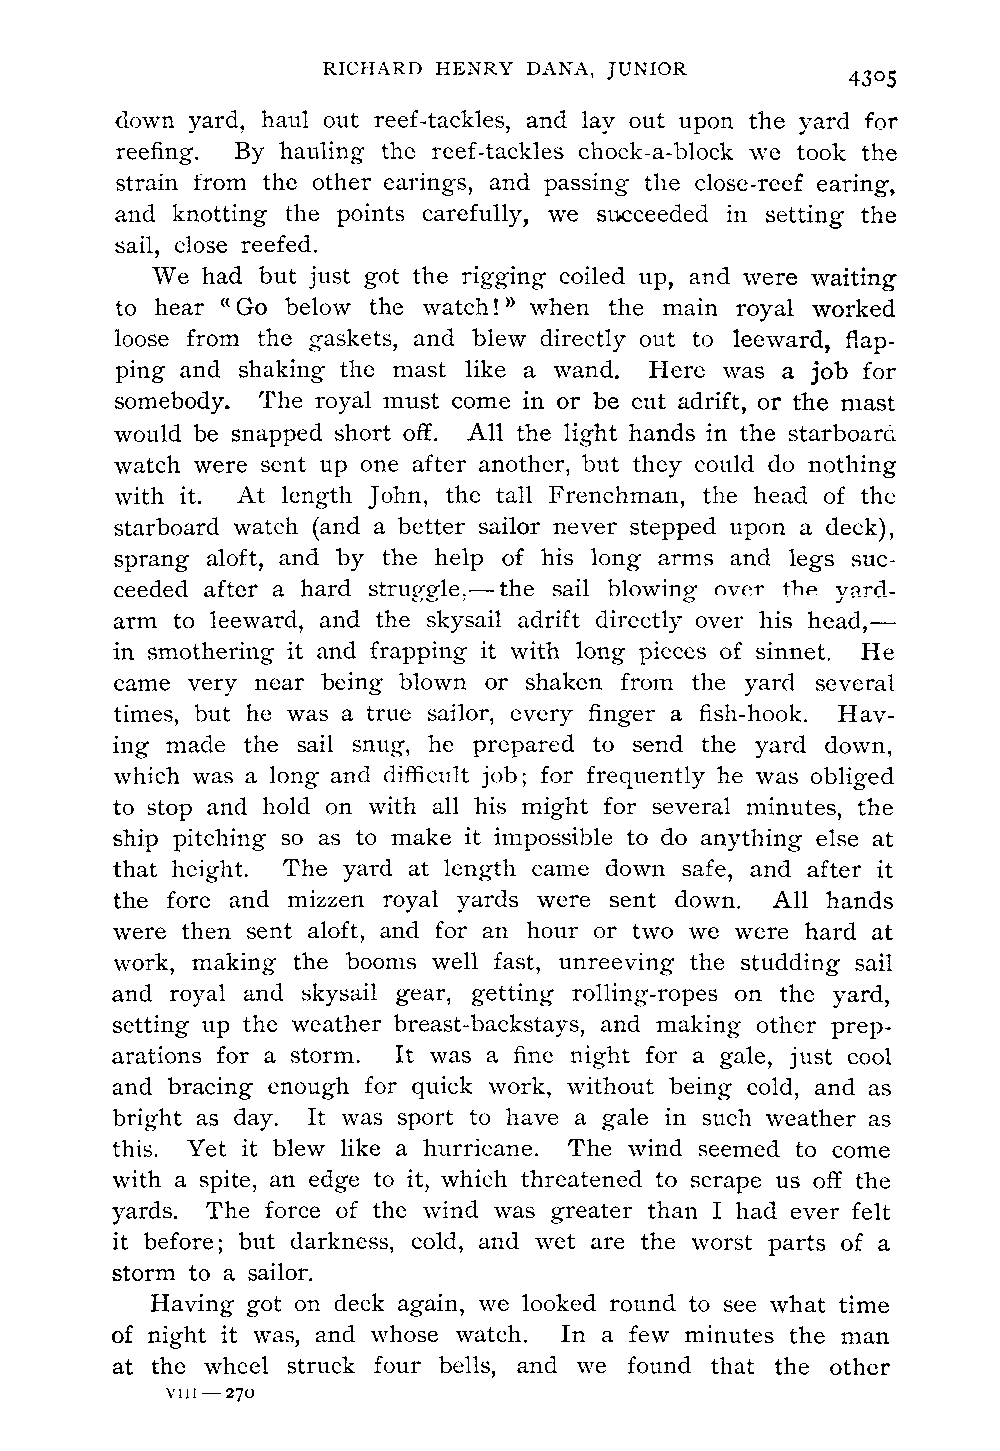 RICHARD HENRY DANA, JUNIOR
4305
down yard, haul out reef-tackles, and lay out upon the yard for
reefing. By hauling the reef-tackles chock-a-block we took the
strain from the other earings, and passing the close-reef earing,
and knotting the points carefully, we succeeded in setting the
sail, close reefed.
We had but just got the rigging coiled up, and were waiting
to hear “Go below the watch!” when the main royal worked
loose from the gaskets, and blew directly out to leeward, flap-
ping and shaking the mast like a wand. Here was a job for
somebody. The royal must come in or be cut adrift, or the mast
would be snapped short off. All the light hands in the starboard
watch were sent up one after another, but they could do nothing
with it. At length John, the tall Frenchman, the head of the
starboard watch (and a better sailor never stepped upon a deck),
sprang aloft, and by the help of his long arms and legs suc-
ceeded after a hard struggle,—the sail blowing over the yard-
arm to leeward, and the skysail adrift directly over his head,—
in smothering it and frapping it with long pieces of sinnet. He
came very near being blown or shaken from the yard several
times, but he was a true sailor, every finger a fish-hook. Hav-
ing made the sail snug, he prepared to send the yard down,
which was a long and difficult job; for frequently he was obliged
to stop and hold on with all his might for several minutes, the
ship pitching so as to make it impossible to do anything else at
that height. The yard at length came down safe, and after it
the fore and mizzen royal yards were sent down. All hands
were then sent aloft, and for an hour or two we were hard at
work, making the booms well fast, unreeving the studding sail
and royal and skysail gear, getting rolling-ropes on the yard,
setting up the weather breast-backstays, and making other prep-
arations for a storm. It was a fine night for a gale, just cool
and bracing enough for quick work, without being cold, and as
bright as day. It was sport to have a gale in such weather as
this. Yet it blew like a hurricane. The wind seemed to come
with a spite, an edge to it, which threatened to scrape us off the
yards. The force of the wind was greater than I had ever felt
it before; but darkness, cold, and wet are the worst parts of a
storm to a sailor.
Having got on deck again, we looked round to see what time
of night it was, and whose watch. In a few minutes the man
at the wheel struck four bells, and we found that the other
VIII—270